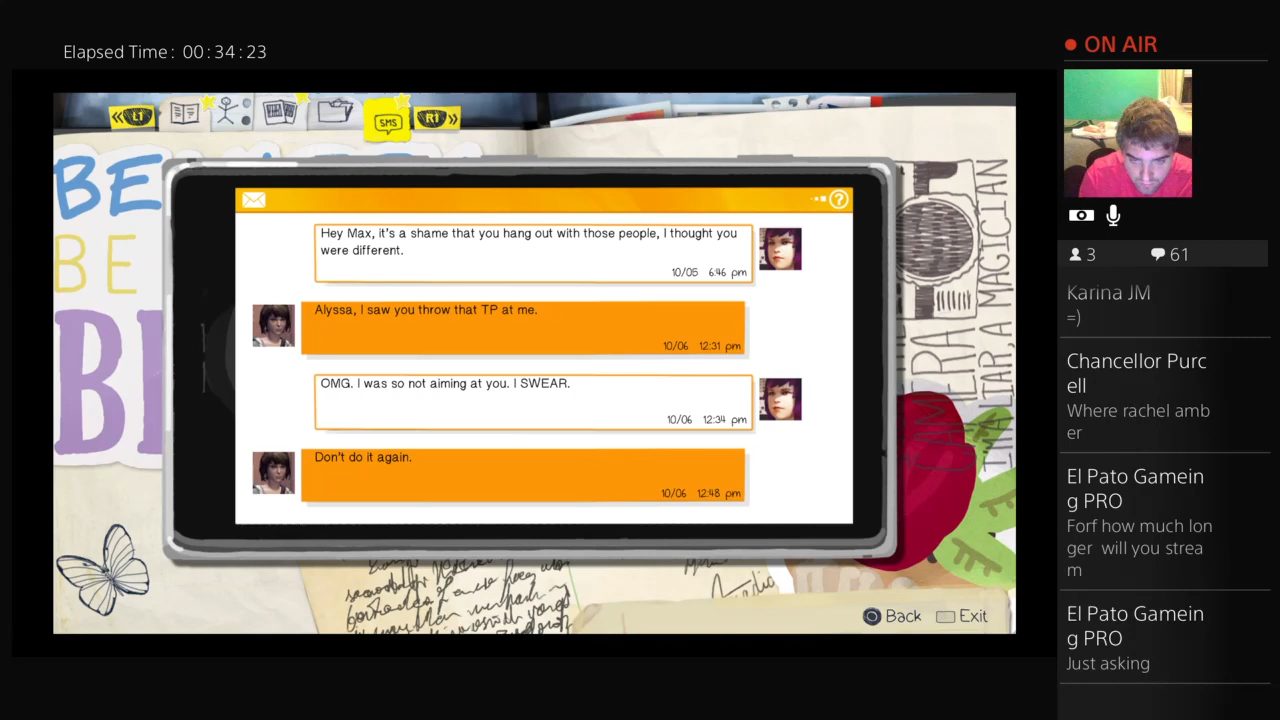 Elapsed Time: 00:34:23
ON AIR
L1
SMS
R1
BE
BE
Hey Max, it's a shame that you hang out with those people, I thought you
were different.
10/05 6:46 pm
Alyssa, I saw you throw that TP at me.
10/06 12:31 pm
OMG. I was so not aiming at you. I SWEAR.
10/06 12:34 pm
Don't do it again.
10/06 12:48 pm
Back
Exit
3
61
Karina JM
=)
Chancellor Purc
ell
Where rachel amb
er
El Pato Gamein
g PRO
Forf how much lon
ger will you strea
m
El Pato Gamein
g PRO
Just asking